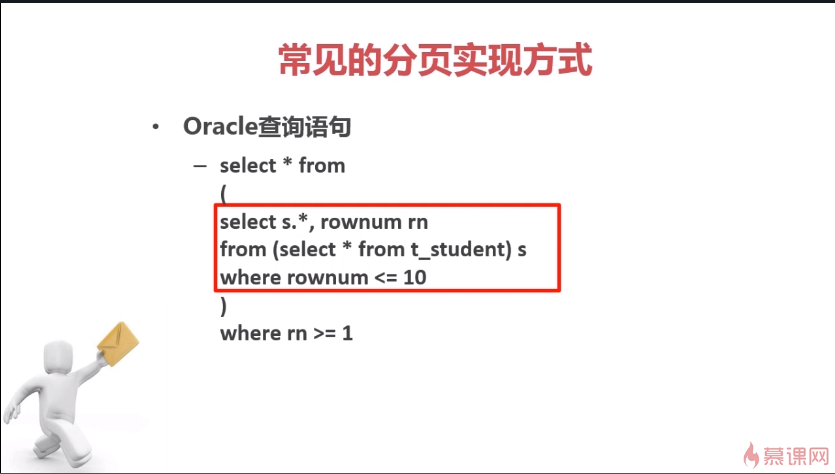 常见的分页实现方式
• Oracle查询语句
– select * from
(
select s.*, rownum rn
from (select * from t_student) s
where rownum <= 10
)
where rn >= 1
慕课网